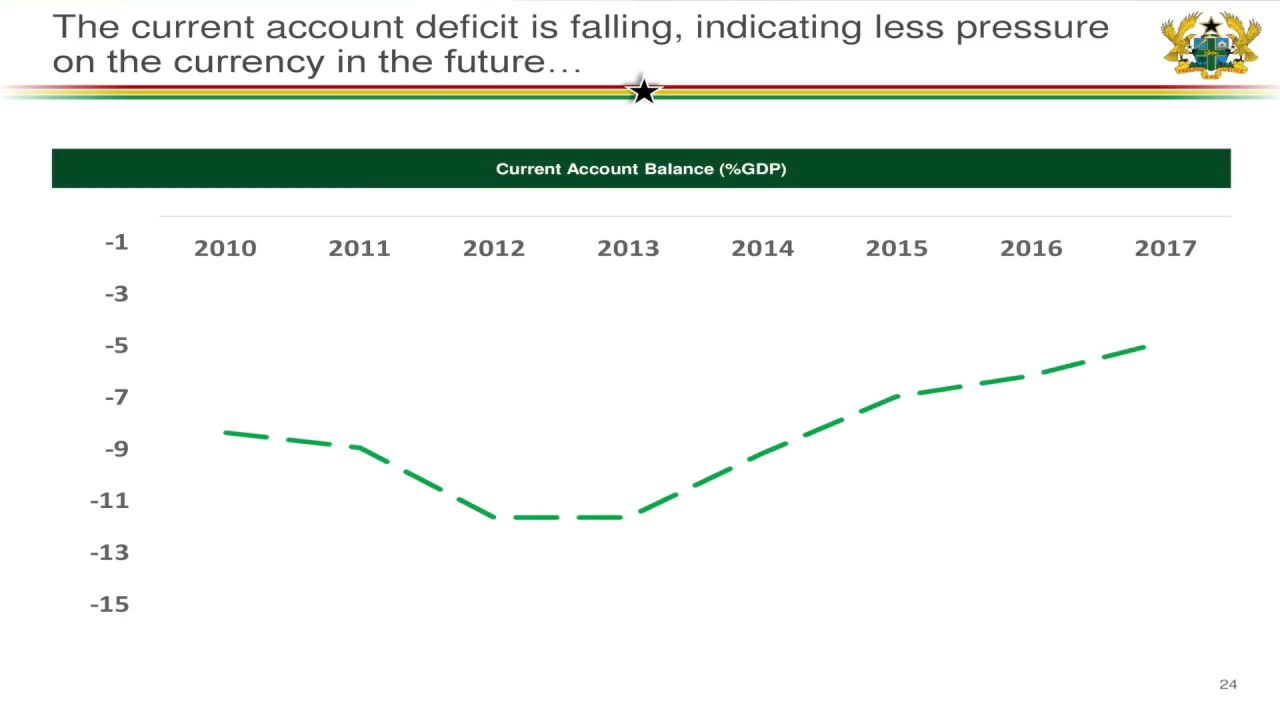 The current account deficit is falling, indicating less pressure
on the currency in the future…
Current Account Balance (%GDP)
-1
2010 2011 2012 2013 2014 2015 2016 2017
-3
-5
-7
-9
-11
-13
-15
24